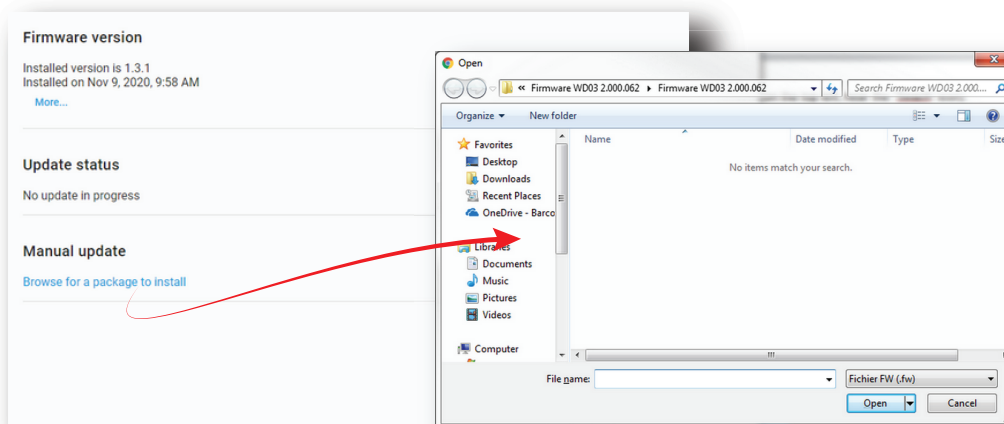 Firmware version
Installed version is 1.3.1
Installed on Nov 9, 2020, 9:58 AM
More...
Update status
No update in progress
Manual update
Browse for a package to install
Open
« Firmware WD03 2.000.062 ▸ Firmware WD03 2.000.062
Search Firmware WD03 2.000....
Organize ▾ New folder
Name Date modified Type Size
No items match your search.
Favorites
Desktop
Downloads
Recent Places
OneDrive - Barco
Libraries
Documents
Music
Pictures
Videos
Computer
File name:
Fichier FW (.fw)
Open Cancel